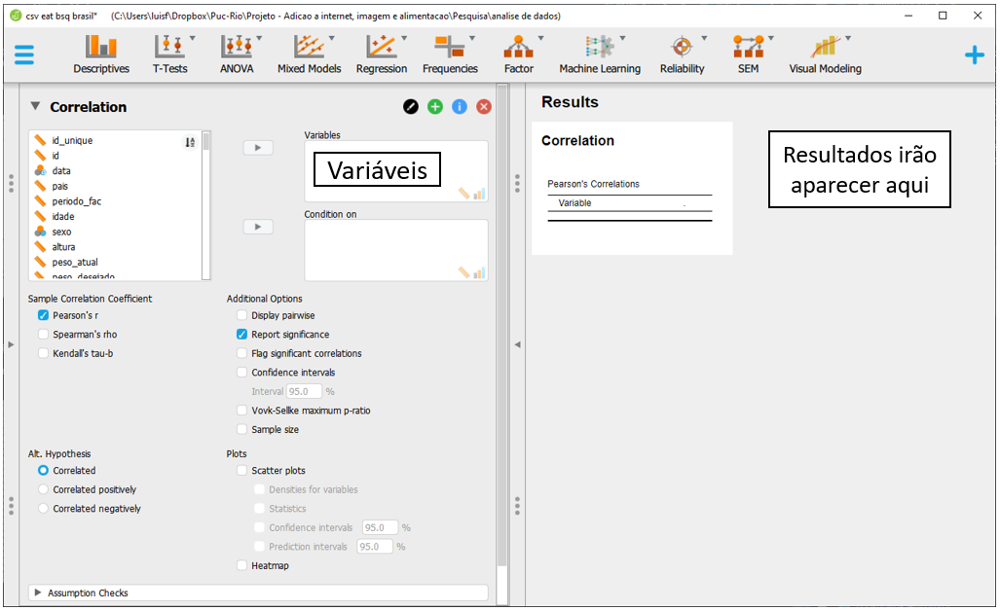 csv eat bsq brasil* (C:\Users\luisf\Dropbox\Puc-Rio\Projeto - Adicao a internet, imagem e alimentacao\Pesquisa\analise de dados)
Descriptives T-Tests ANOVA Mixed Models Regression Frequencies Factor Machine Learning Reliability SEM Visual Modeling
Correlation
id_unique
id
data
pais
periodo_fac
idade
sexo
altura
peso_atual
peso_desejado
Variables
Variáveis
Condition on
Sample Correlation Coefficient
Pearson's r
Spearman's rho
Kendall's tau-b
Additional Options
Display pairwise
Report significance
Flag significant correlations
Confidence intervals
Interval 95.0 %
Vovk-Sellke maximum p-ratio
Sample size
Alt. Hypothesis
Correlated
Correlated positively
Correlated negatively
Plots
Scatter plots
Densities for variables
Statistics
Confidence intervals 95.0 %
Prediction intervals 95.0 %
Heatmap
Assumption Checks
Results
Correlation
Pearson's Correlations
Variable .
Resultados irão
aparecer aqui